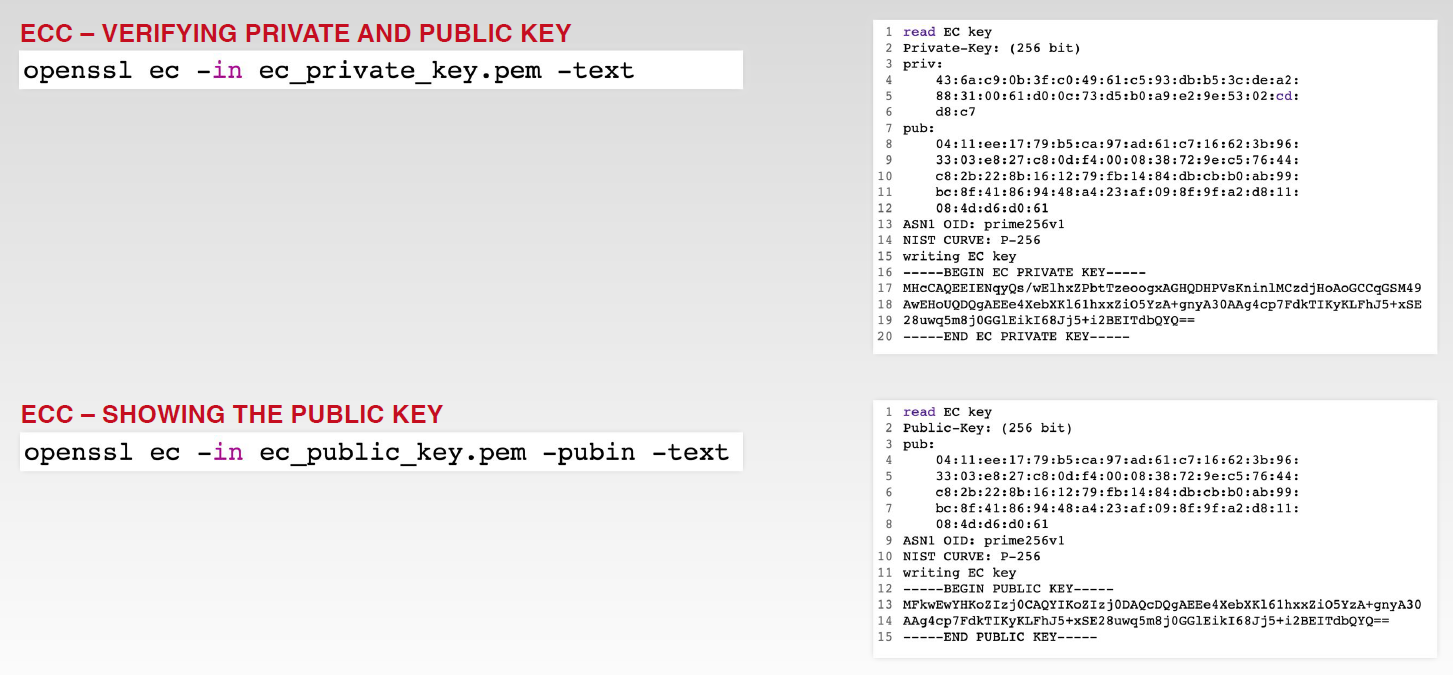 ECC – VERIFYING PRIVATE AND PUBLIC KEY
openssl ec -in ec_private_key.pem -text
1 read EC key
2 Private-Key: (256 bit)
3 priv:
4 43:6a:c9:0b:3f:c0:49:61:c5:93:db:b5:3c:de:a2:
5 88:31:00:61:d0:0c:73:d5:b0:a9:e2:9e:53:02:cd:
6 d8:c7
7 pub:
8 04:11:ee:17:79:b5:ca:97:ad:61:c7:16:62:3b:96:
9 33:03:e8:27:c8:0d:f4:00:08:38:72:9e:c5:76:44:
10 c8:2b:22:8b:16:12:79:fb:14:84:db:cb:b0:ab:99:
11 bc:8f:41:86:94:48:a4:23:af:09:8f:9f:a2:d8:11:
12 08:4d:d6:d0:61
13 ASN1 OID: prime256v1
14 NIST CURVE: P-256
15 writing EC key
16 -----BEGIN EC PRIVATE KEY-----
17 MHcCAQEEIENqyQs/wElhxZPbtTzeoogxAGHQDHPVsKninlMCzdjHoAoGCCqGSM49
18 AwEHoUQDQgAEEe4XebXKl61hxxZiO5YzA+gnyA30AAg4cp7FdkTIKyKLFhJ5+xSE
19 28uwq5m8j0GGlEikI68Jj5+i2BEITdbQYQ==
20 -----END EC PRIVATE KEY-----
ECC – SHOWING THE PUBLIC KEY
openssl ec -in ec_public_key.pem -pubin -text
1 read EC key
2 Public-Key: (256 bit)
3 pub:
4 04:11:ee:17:79:b5:ca:97:ad:61:c7:16:62:3b:96:
5 33:03:e8:27:c8:0d:f4:00:08:38:72:9e:c5:76:44:
6 c8:2b:22:8b:16:12:79:fb:14:84:db:cb:b0:ab:99:
7 bc:8f:41:86:94:48:a4:23:af:09:8f:9f:a2:d8:11:
8 08:4d:d6:d0:61
9 ASN1 OID: prime256v1
10 NIST CURVE: P-256
11 writing EC key
12 -----BEGIN PUBLIC KEY-----
13 MFkwEwYHKoZIzj0CAQYIKoZIzj0DAQcDQgAEEe4XebXKl61hxxZiO5YzA+gnyA30
14 AAg4cp7FdkTIKyKLFhJ5+xSE28uwq5m8j0GGlEikI68Jj5+i2BEITdbQYQ==
15 -----END PUBLIC KEY-----